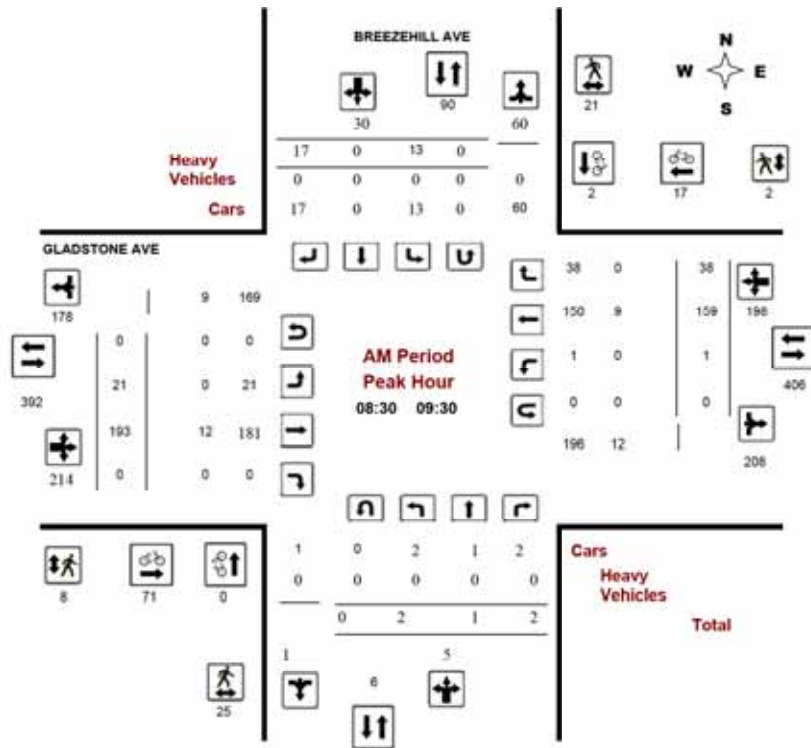 BREEZEHILL AVE
N
W E
S
90
21
30 60
17 0 13 0
2 17 2
Heavy
Vehicles
0 0 0 0 0
Cars 17 0 13 0 60
GLADSTONE AVE
38 0 38
178 9 169
150 9 159 198
0 0 0
AM Period
Peak Hour
08:30 09:30
1 0 1
406
392
21 0 21
0 0 0
193 12 181
196 12
208
214
0 0 0
1 0 2 1 2
Cars
0 0 0 0 0
Heavy
Vehicles
8 71 0
0 2 1 2
Total
1 5
6
25